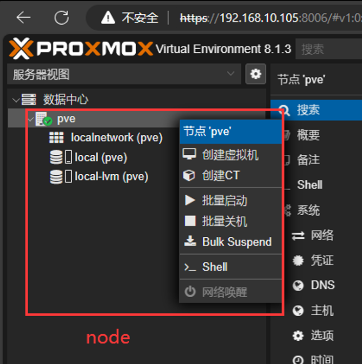 不安全 https://192.168.10.105:8006/#v1:0:
PROXMOX Virtual Environment 8.1.3 搜索
服务器视图
数据中心
pve
localnetwork (pve)
local (pve)
local-lvm (pve)
节点 'pve'
创建虚拟机
创建CT
批量启动
批量关机
Bulk Suspend
Shell
网络唤醒
node
节点 'pve'
搜索
概要
备注
Shell
系统
网络
凭证
DNS
主机
选项
时间